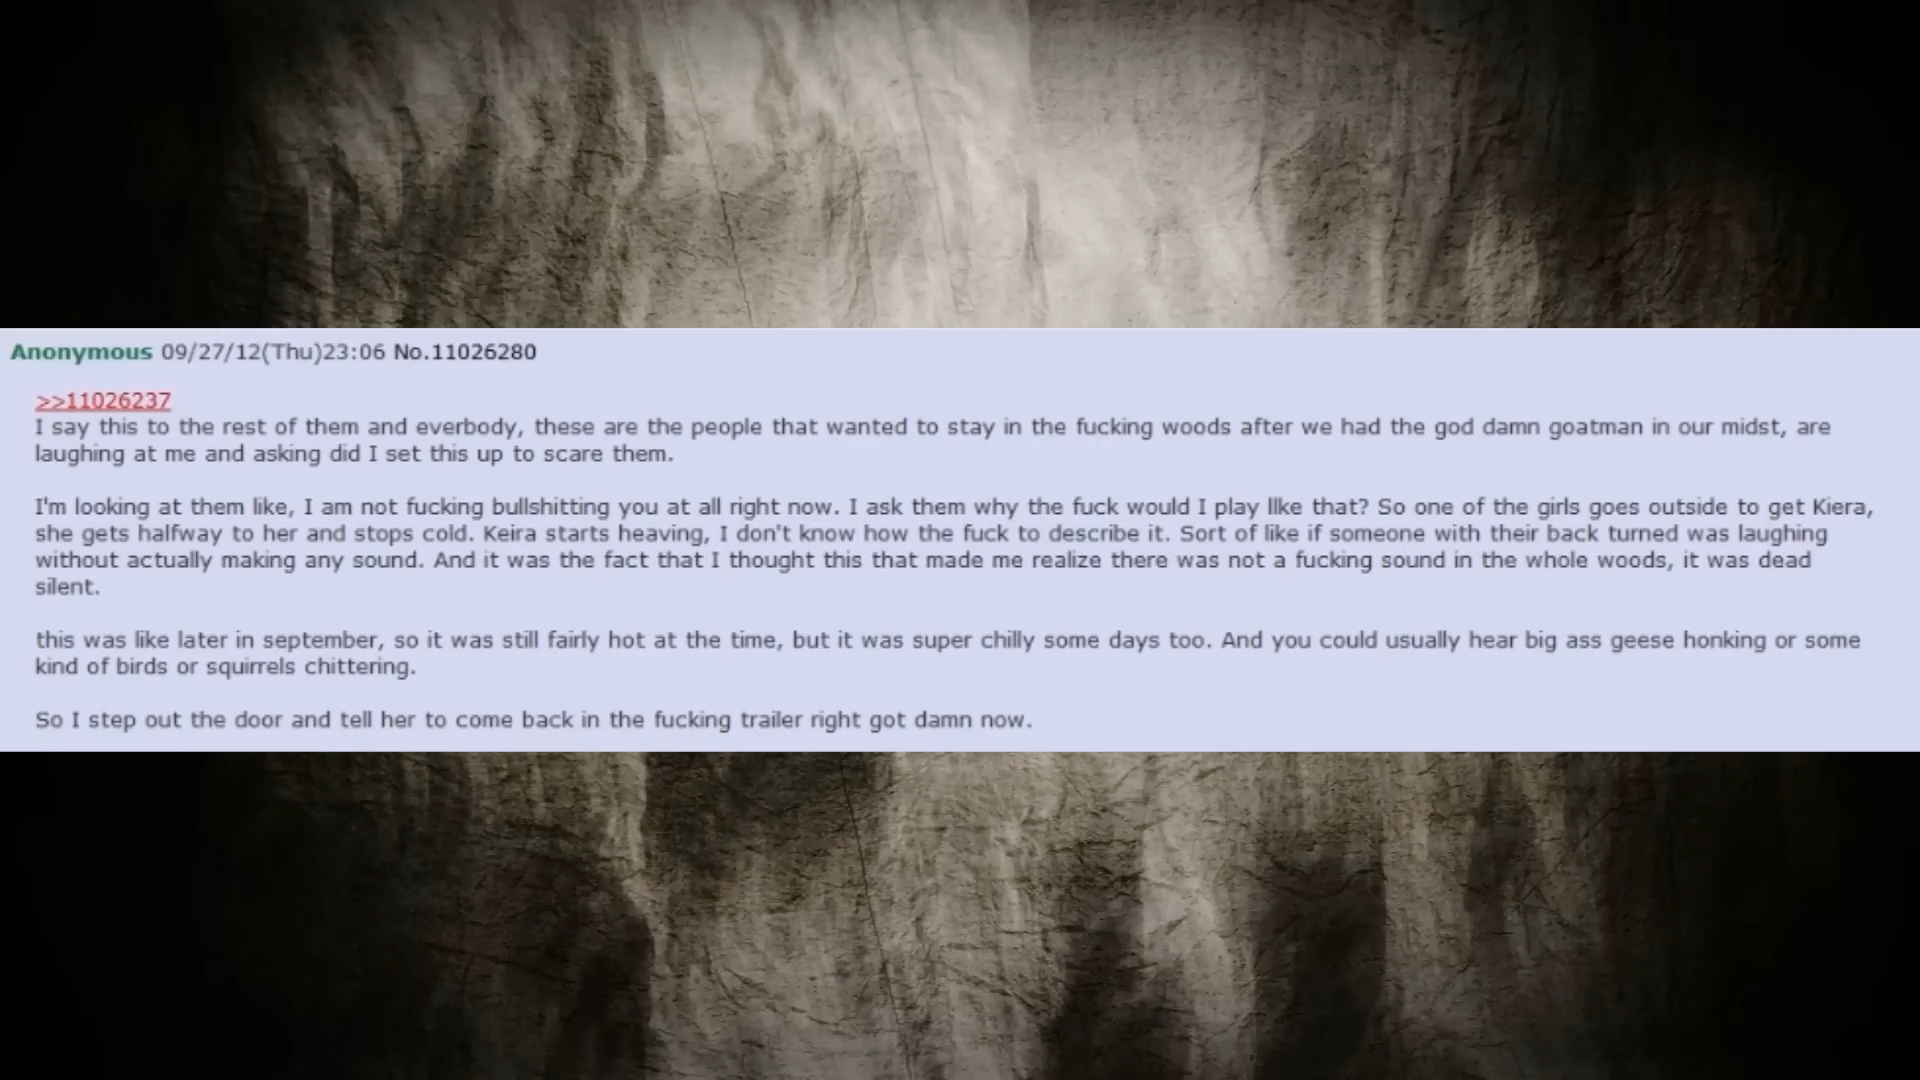 Anonymous 09/27/12(Thu)23:06 No.11026280
>>11026237
I say this to the rest of them and everbody, these are the people that wanted to stay in the fucking woods after we had the god damn goatman in our midst, are
laughing at me and asking did I set this up to scare them.
I'm looking at them like, I am not fucking bullshitting you at all right now. I ask them why the fuck would I play llke that? So one of the girls goes outside to get Kiera,
she gets halfway to her and stops cold. Keira starts heaving, I don't know how the fuck to describe it. Sort of like if someone with their back turned was laughing
without actually making any sound. And it was the fact that I thought this that made me realize there was not a fucking sound in the whole woods, it was dead
silent.
this was like later in september, so it was still fairly hot at the time, but it was super chilly some days too. And you could usually hear big ass geese honking or some
kind of birds or squirrels chittering.
So I step out the door and tell her to come back in the fucking trailer right got damn now.